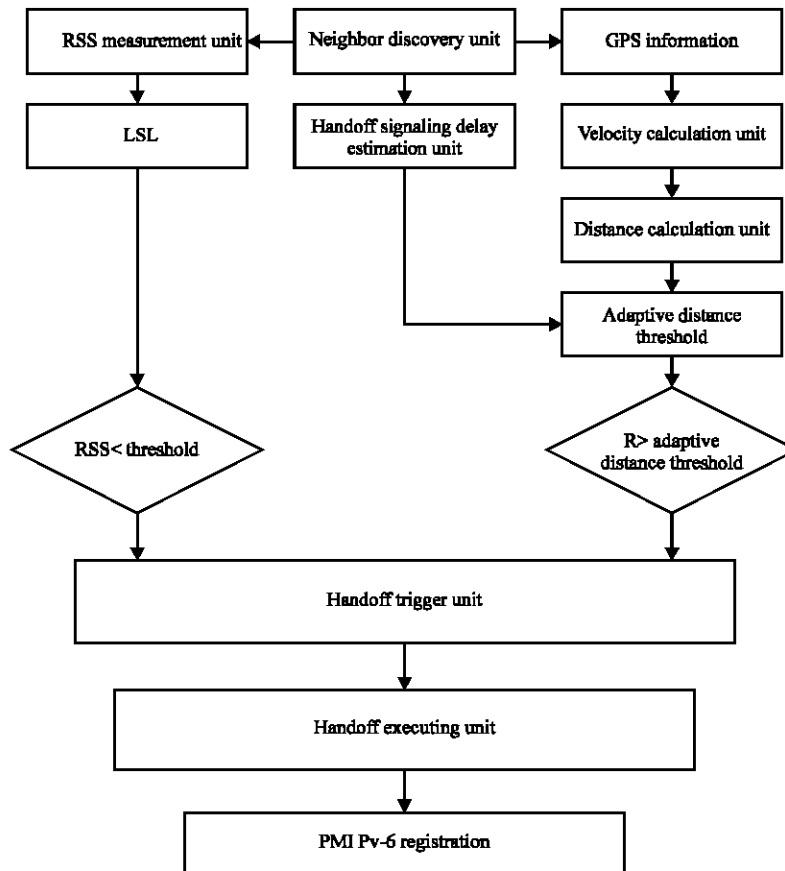 RSS measurement unit
Neighbor discovery unit
GPS information
LSL
Handoff signaling delay
estimation unit
Velocity calculation unit
Distance calculation unit
Adaptive distance
threshold
RSS< threshold
R> adaptive
distance threshold
Handoff trigger unit
Handoff executing unit
PMI Pv-6 registration